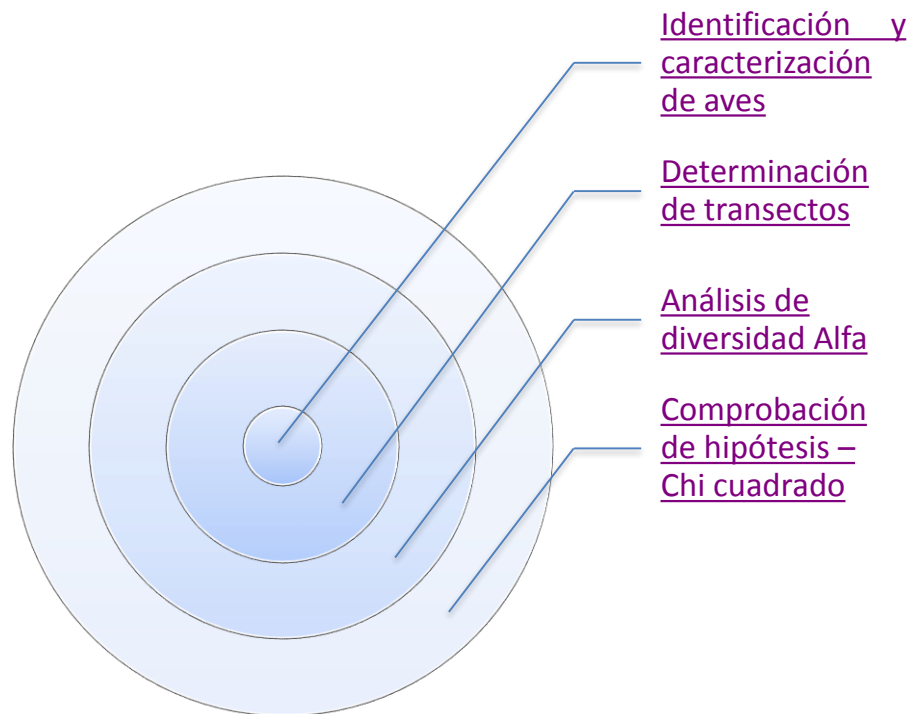 Identificación y
caracterización
de aves
Determinación
de transectos
Análisis de
diversidad Alfa
Comprobación
de hipótesis –
Chi cuadrado